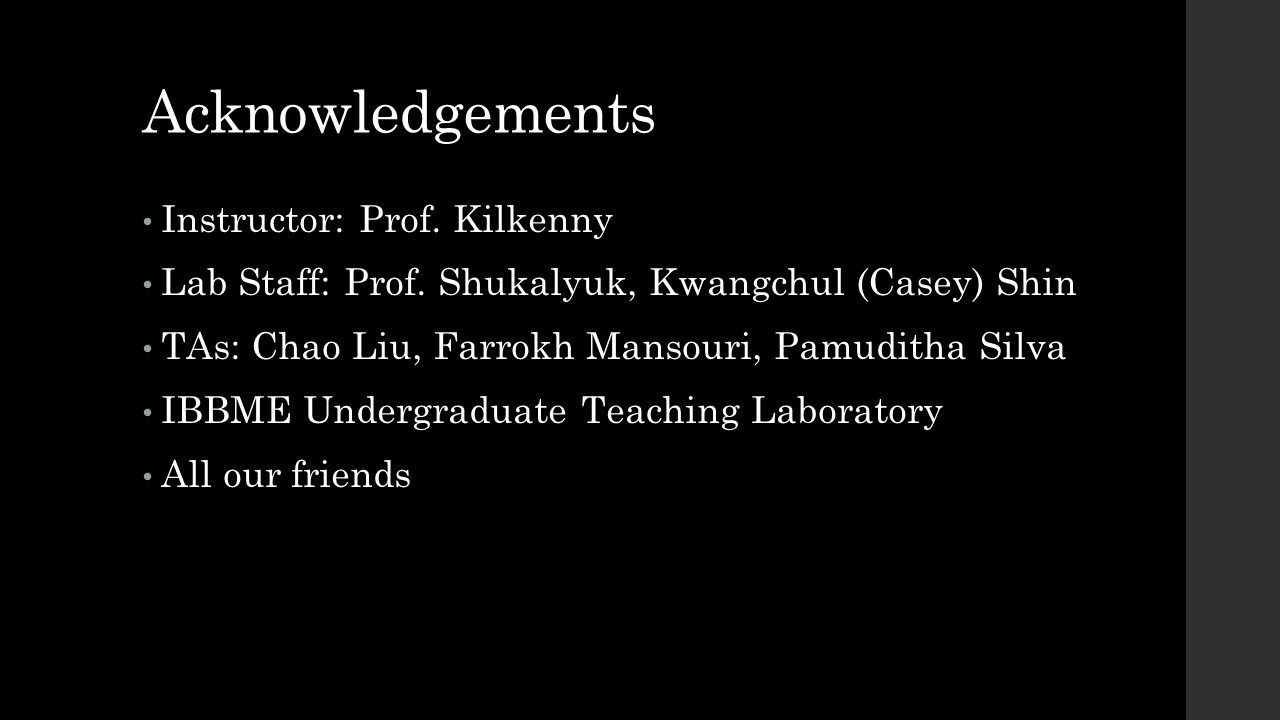 Acknowledgements
• Instructor: Prof. Kilkenny
• Lab Staff: Prof. Shukalyuk, Kwangchul (Casey) Shin
• TAs: Chao Liu, Farrokh Mansouri, Pamuditha Silva
• IBBME Undergraduate Teaching Laboratory
• All our friends